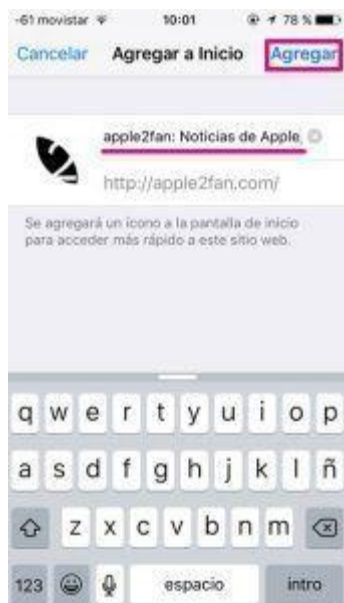 -61 movistar 10:01 78 %
Cancelar Agregar a Inicio Agregar
apple2fan: Noticias de Apple,
http://apple2fan.com/
Se agregará un icono a la pantalla de inicio
para acceder más rápido a este sitio web.
q w e r t y u i o p
a s d f g h j k l ñ
z x c v b n m
123 espacio intro